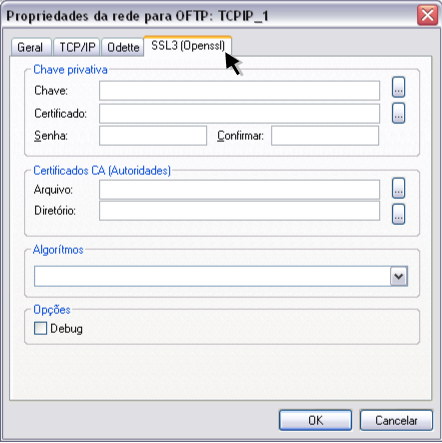 Propriedades da rede para OFTP: TCPIP_1
Geral TCP/IP Odette SSL3 (Openssl)
Chave privativa
Chave: ...
Certificado: ...
Senha: Confirmar:
Certificados CA (Autoridades)
Arquivo: ...
Diretório: ...
Algorítmos
Opções
Debug
OK Cancelar